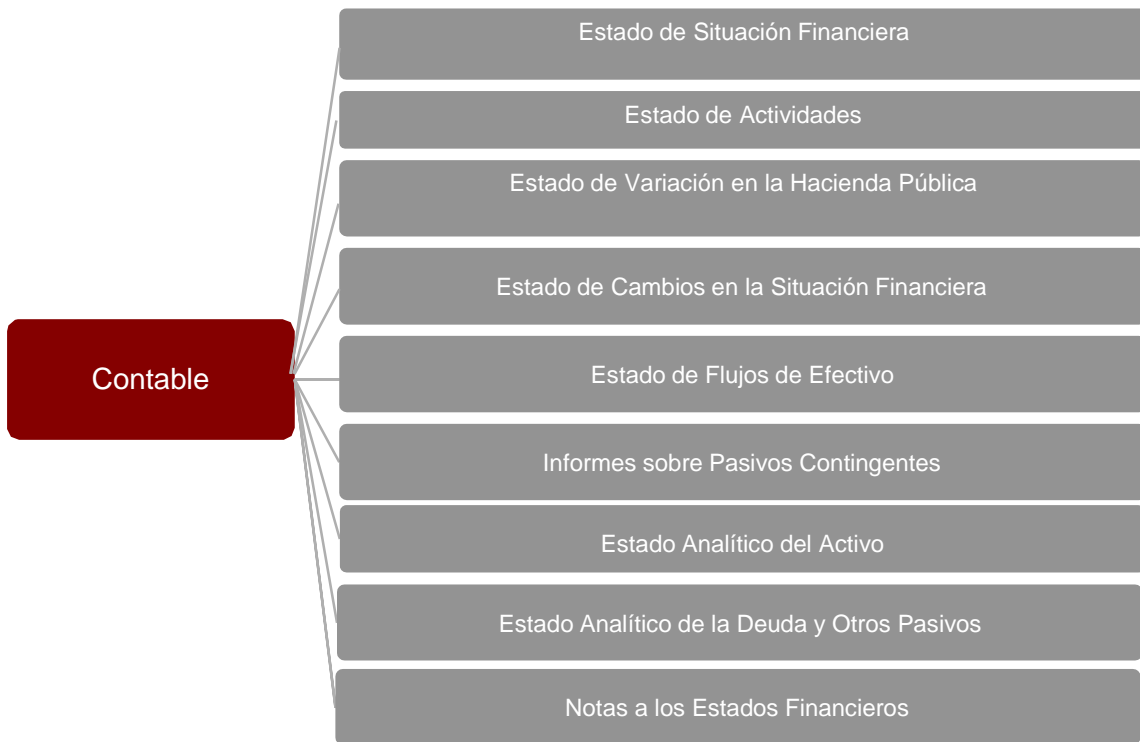 Estado de Situación Financiera
Estado de Actividades
Estado de Variación en la Hacienda Pública
Estado de Cambios en la Situación Financiera
Contable
Estado de Flujos de Efectivo
Informes sobre Pasivos Contingentes
Estado Analítico del Activo
Estado Analítico de la Deuda y Otros Pasivos
Notas a los Estados Financieros